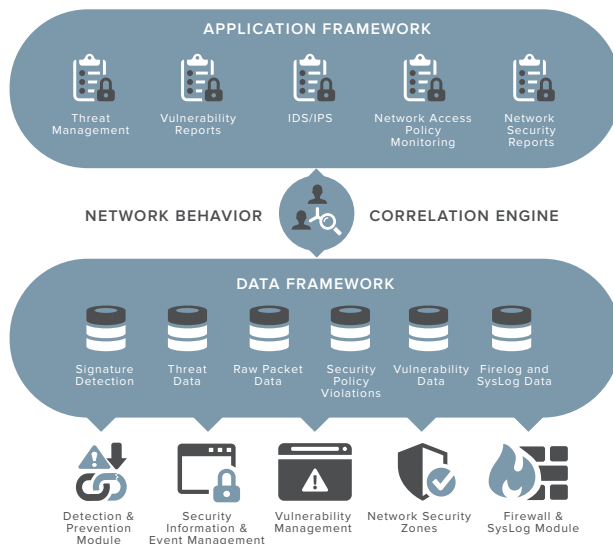 APPLICATION FRAMEWORK
Threat
Management
Vulnerability
Reports
IDS/IPS
Network Access
Policy
Monitoring
Network
Security
Reports
NETWORK BEHAVIOR
CORRELATION ENGINE
DATA FRAMEWORK
Signature
Detection
Threat
Data
Raw Packet
Data
Security
Policy
Violations
Vulnerability
Data
Firelog and
SysLog Data
Detection &
Prevention
Module
Security
Information &
Event Management
Vulnerability
Management
Network Security
Zones
Firewall &
SysLog Module